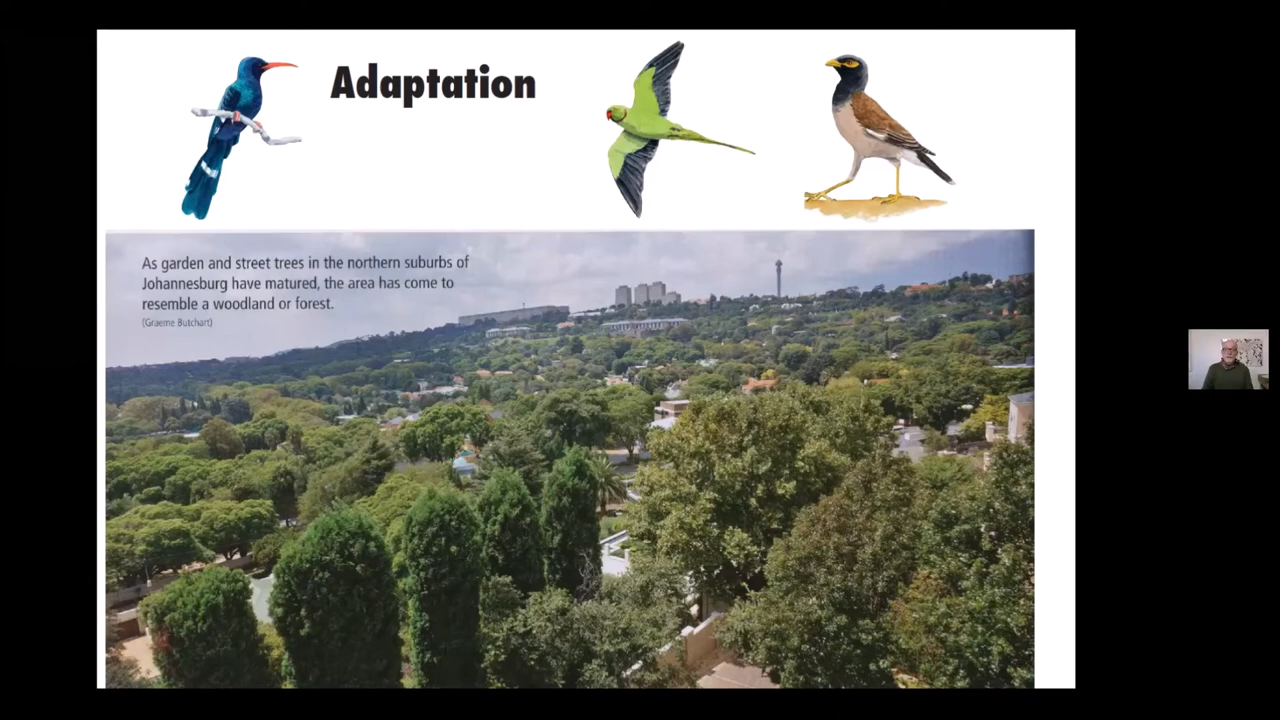 Adaptation
As garden and street trees in the northern suburbs of
Johannesburg have matured, the area has come to
resemble a woodland or forest.
(Graeme Butchart)